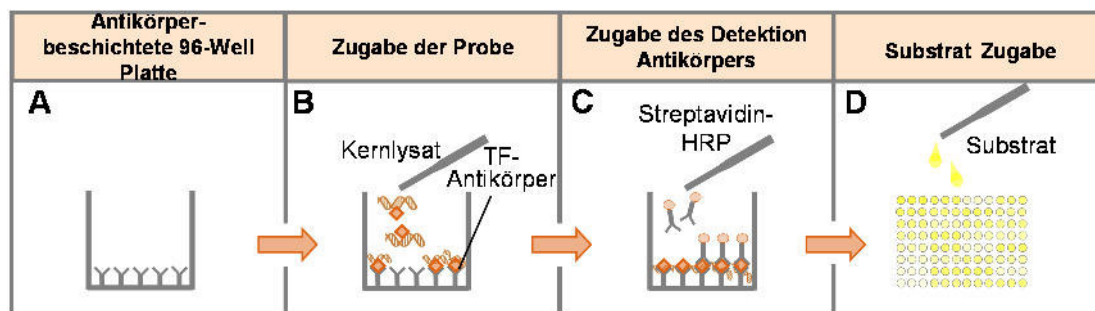 Antikörper-
beschichtete 96-Well
Platte
Zugabe der Probe
Zugabe des Detektion
Antikörpers
Substrat Zugabe
A
B
Kernlysat
TF-
Antikörper
C
Streptavidin-
HRP
D
Substrat